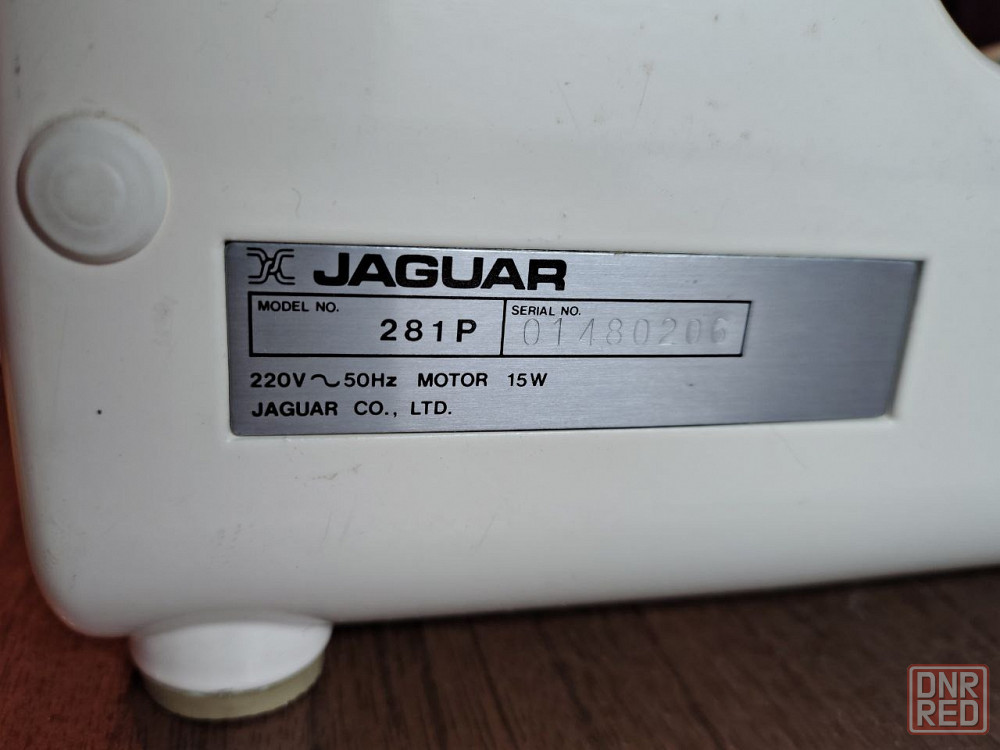 JAGUAR
MODEL NO.
281P
SERIAL NO.
01480206
220V ~ 50Hz MOTOR 15W
JAGUAR CO., LTD.
DNR
RED